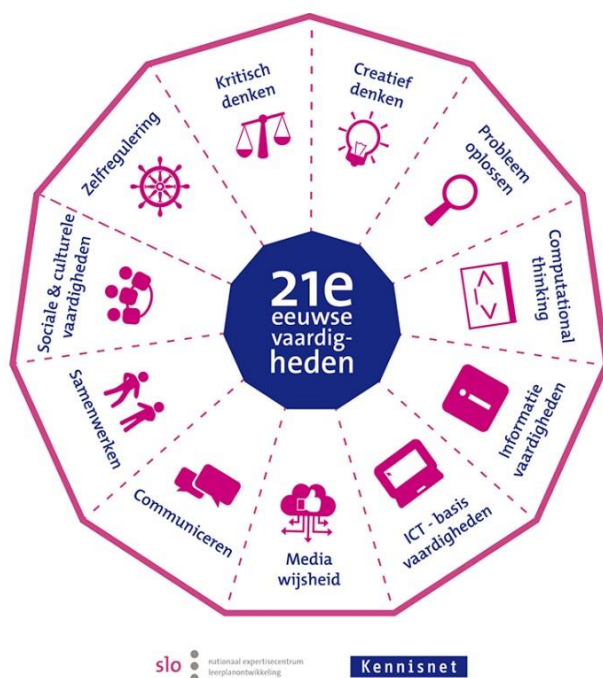 21e
eeuwse
vaardig-
heden
Kritisch
denken
Creatief
denken
Probleem
oplossen
Computational
thinking
Informatie
vaardigheden
ICT - basis
vaardigheden
Media
wijsheid
Communiceren
Samenwerken
Sociale & culturele
vaardigheden
Zelfregulering
slo
nationaal expertisecentrum
leerplanontwikkeling
Kennisnet